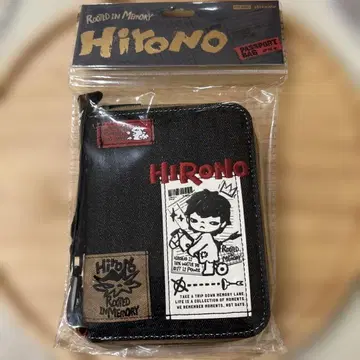 ROOTED IN MEMORY
HIRONO
PASSPORT
BAG
HIRONO
Hirono
ROOTED
IN MEMORY
ROOTED
MEMORY
TAKE A TRIP DOWN MEMORY LANE
LIFE IS A COLLECTION OF MOMENTS.
WE REMEMBER MOMENTS, NOT DAYS.